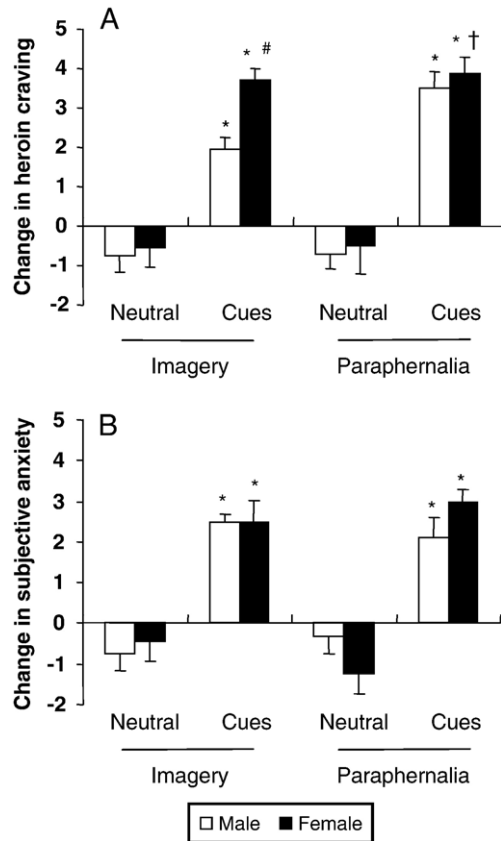 A
Change in heroin craving
5
4
3
2
1
0
-1
-2
* # * * * †
Neutral Cues Neutral Cues
Imagery Paraphernalia
B
Change in subjective anxiety
5
4
3
2
1
0
-1
-2
* * * *
Neutral Cues Neutral Cues
Imagery Paraphernalia
Male Female